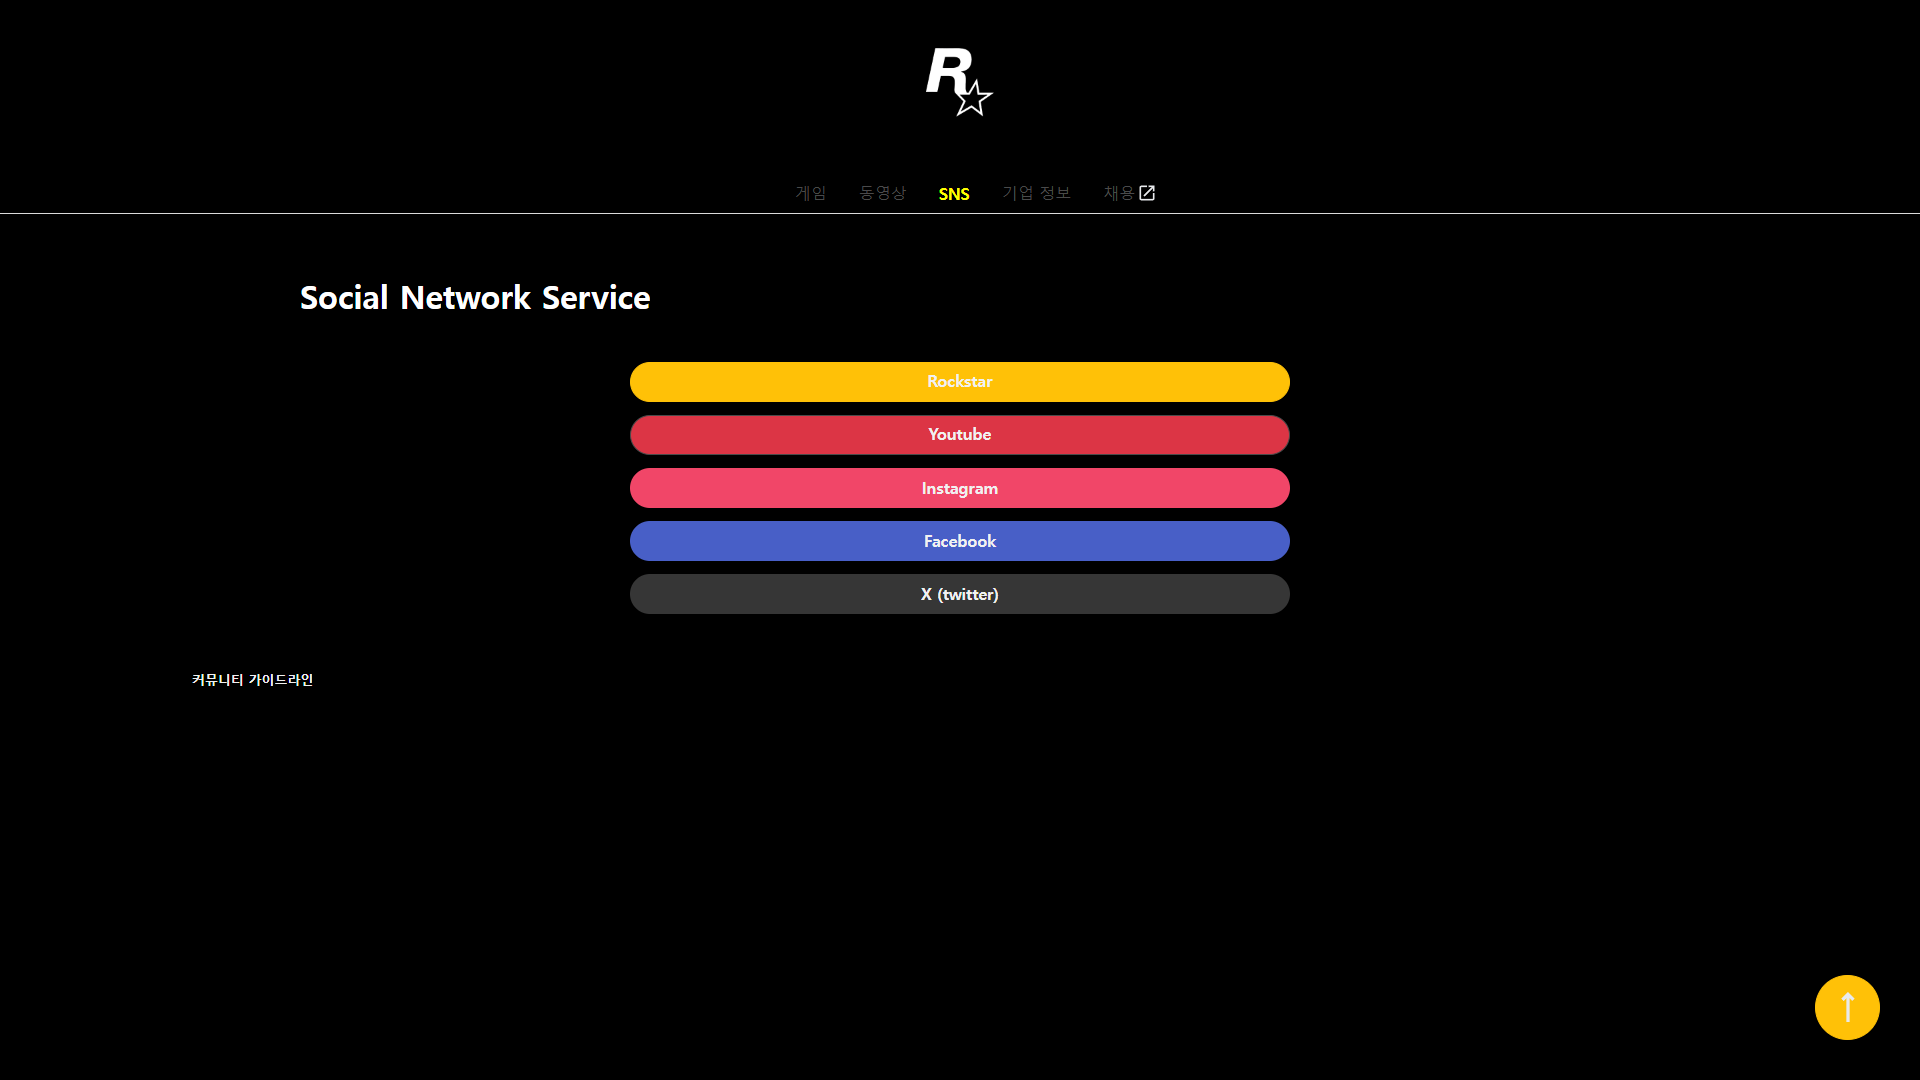 R
게임 동영상 SNS 기업 정보 채용
Social Network Service
Rockstar
Youtube
Instagram
Facebook
X (twitter)
커뮤니티 가이드라인